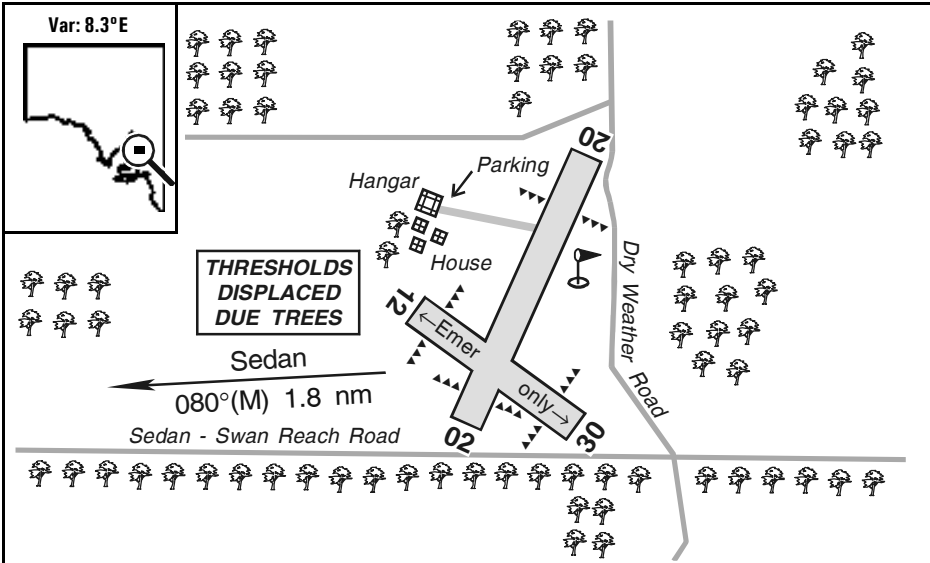 Var: 8.3°E
20
Parking
Hangar
House
Dry Weather Road
THRESHOLDS
DISPLACED
DUE TREES
12
←Emer
only→
Sedan
080°(M) 1.8 nm
Sedan - Swan Reach Road
02
30